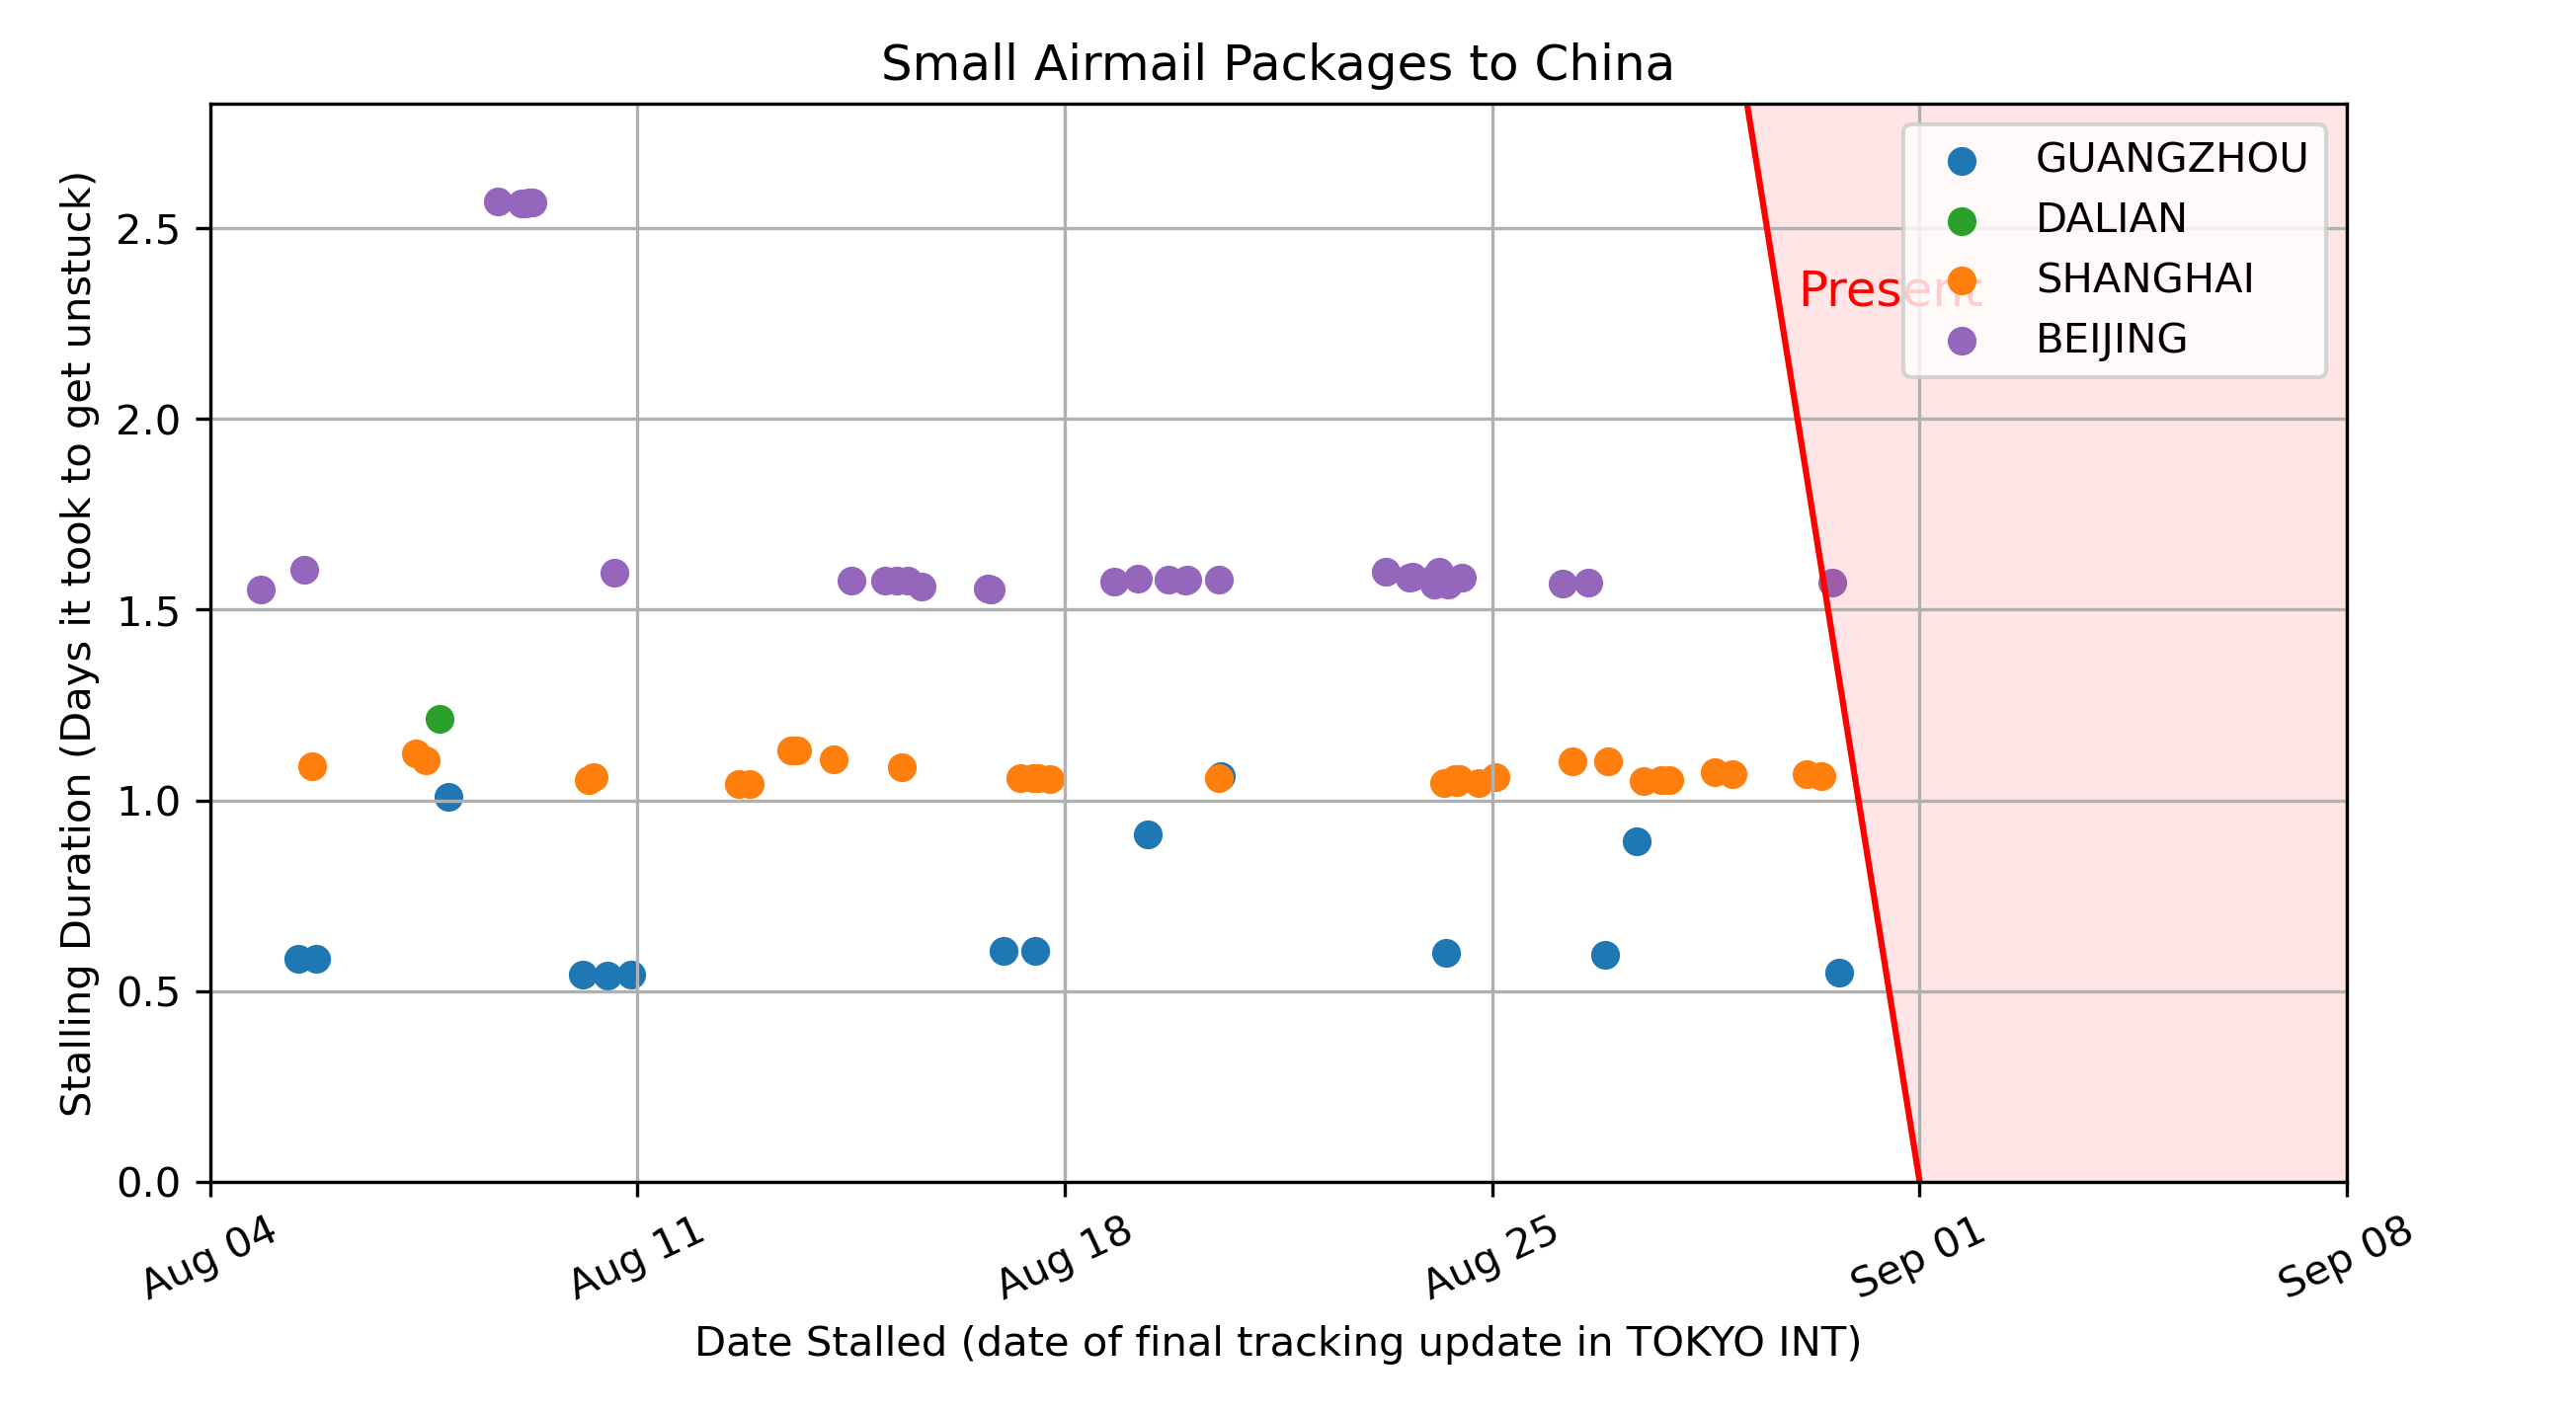 Small Airmail Packages to China
Stalling Duration (Days it took to get unstuck)
2.5
2.0
1.5
1.0
0.5
0.0
GUANGZHOU
DALIAN
SHANGHAI
BEIJING
Present
Aug 04
Aug 11
Aug 18
Aug 25
Sep 01
Sep 08
Date Stalled (date of final tracking update in TOKYO INT)